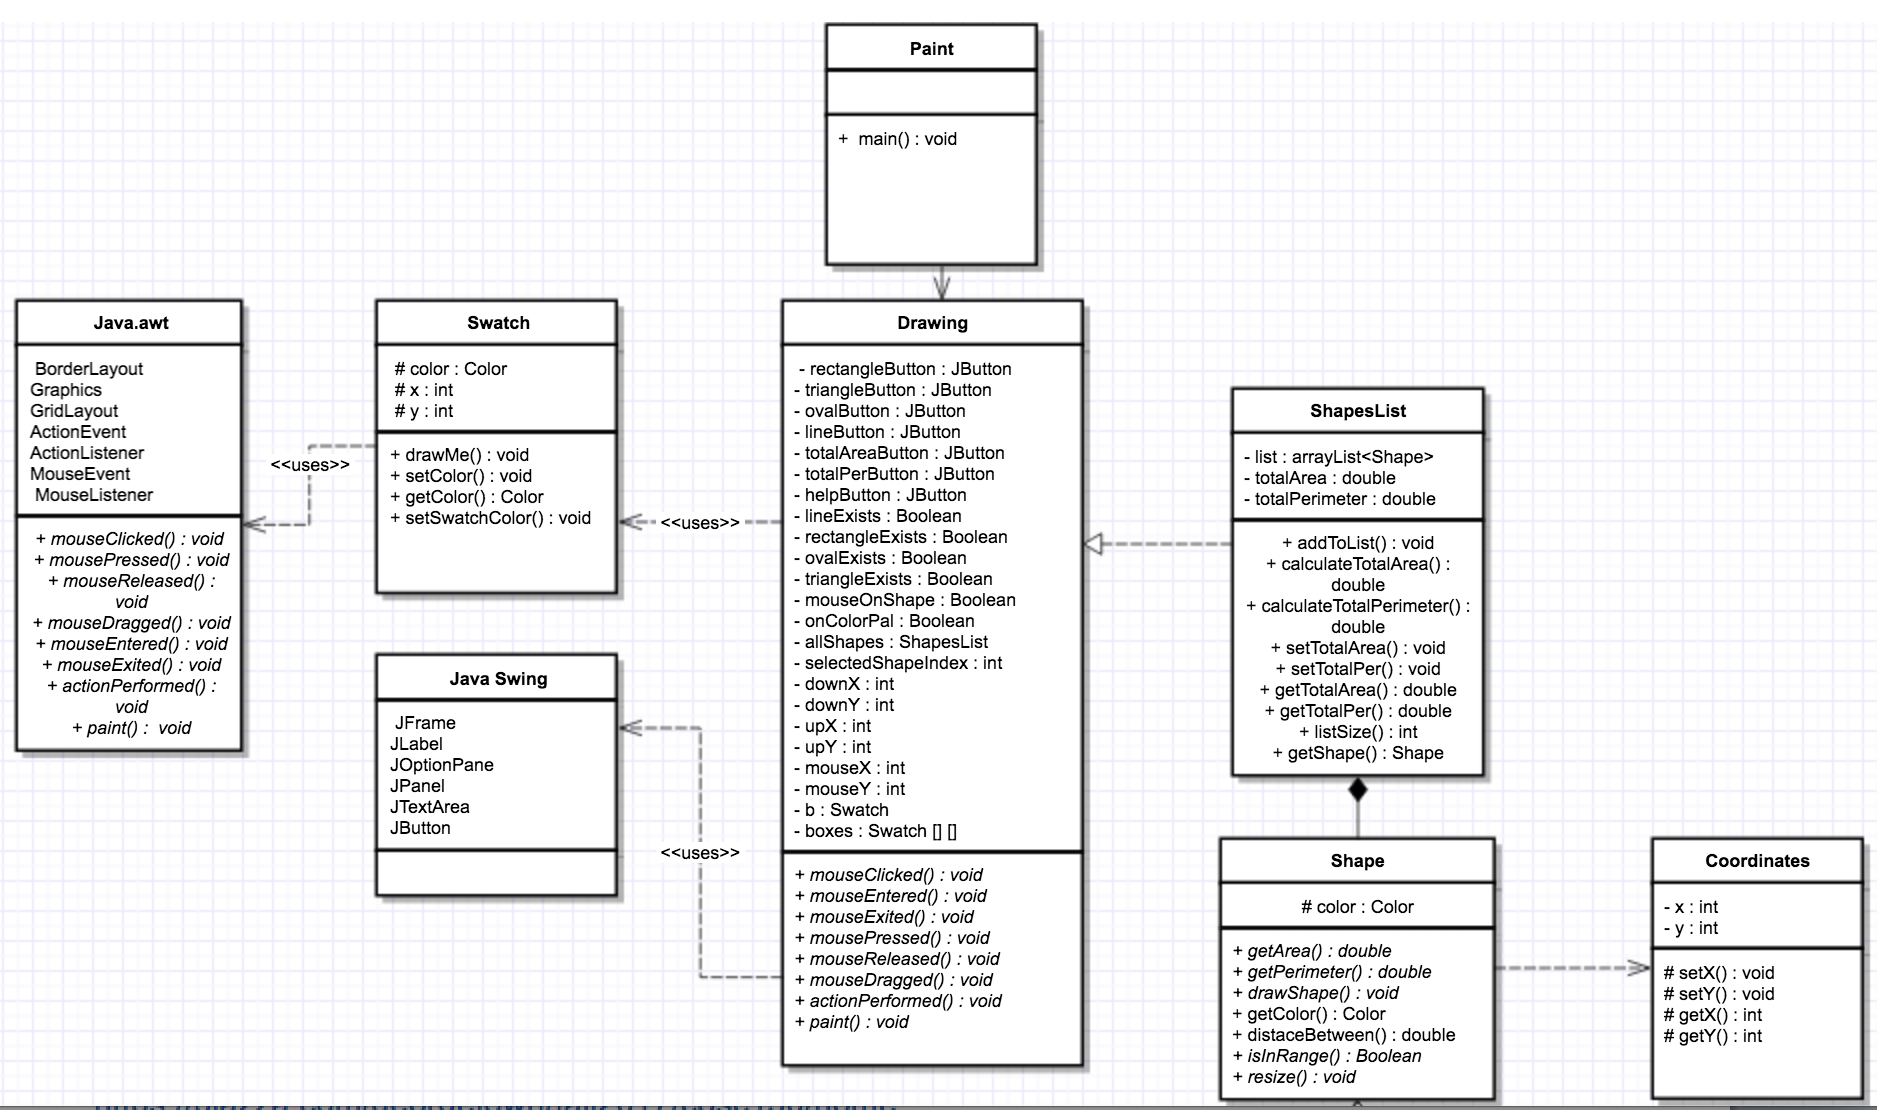 Paint
+ main() : void
Java.awt
BorderLayout
Graphics
GridLayout
ActionEvent
ActionListener
MouseEvent
MouseListener
+ mouseClicked() : void
+ mousePressed() : void
+ mouseReleased() :
void
+ mouseDragged() : void
+ mouseEntered() : void
+ mouseExited() : void
+ actionPerformed() :
void
+ paint() : void
<<uses>>
Swatch
# color : Color
# x : int
# y : int
+ drawMe() : void
+ setColor() : void
+ getColor() : Color
+ setSwatchColor() : void
<<uses>>
Java Swing
JFrame
JLabel
JOptionPane
JPanel
JTextArea
JButton
<<uses>>
Drawing
- rectangleButton : JButton
- triangleButton : JButton
- ovalButton : JButton
- lineButton : JButton
- totalAreaButton : JButton
- totalPerButton : JButton
- helpButton : JButton
- lineExists : Boolean
- rectangleExists : Boolean
- ovalExists : Boolean
- triangleExists : Boolean
- mouseOnShape : Boolean
- onColorPal : Boolean
- allShapes : ShapesList
- selectedShapeIndex : int
- downX : int
- downY : int
- upX : int
- upY : int
- mouseX : int
- mouseY : int
- b : Swatch
- boxes : Swatch [] []
+ mouseClicked() : void
+ mouseEntered() : void
+ mouseExited() : void
+ mousePressed() : void
+ mouseReleased() : void
+ mouseDragged() : void
+ actionPerformed() : void
+ paint() : void
ShapesList
- list : arrayList<Shape>
- totalArea : double
- totalPerimeter : double
+ addToList() : void
+ calculateTotalArea() :
double
+ calculateTotalPerimeter() :
double
+ setTotalArea() : void
+ setTotalPer() : void
+ getTotalArea() : double
+ getTotalPer() : double
+ listSize() : int
+ getShape() : Shape
Shape
# color : Color
+ getArea() : double
+ getPerimeter() : double
+ drawShape() : void
+ getColor() : Color
+ distaceBetween() : double
+ isInRange() : Boolean
+ resize() : void
Coordinates
- x : int
- y : int
# setX() : void
# setY() : void
# getX() : int
# getY() : int